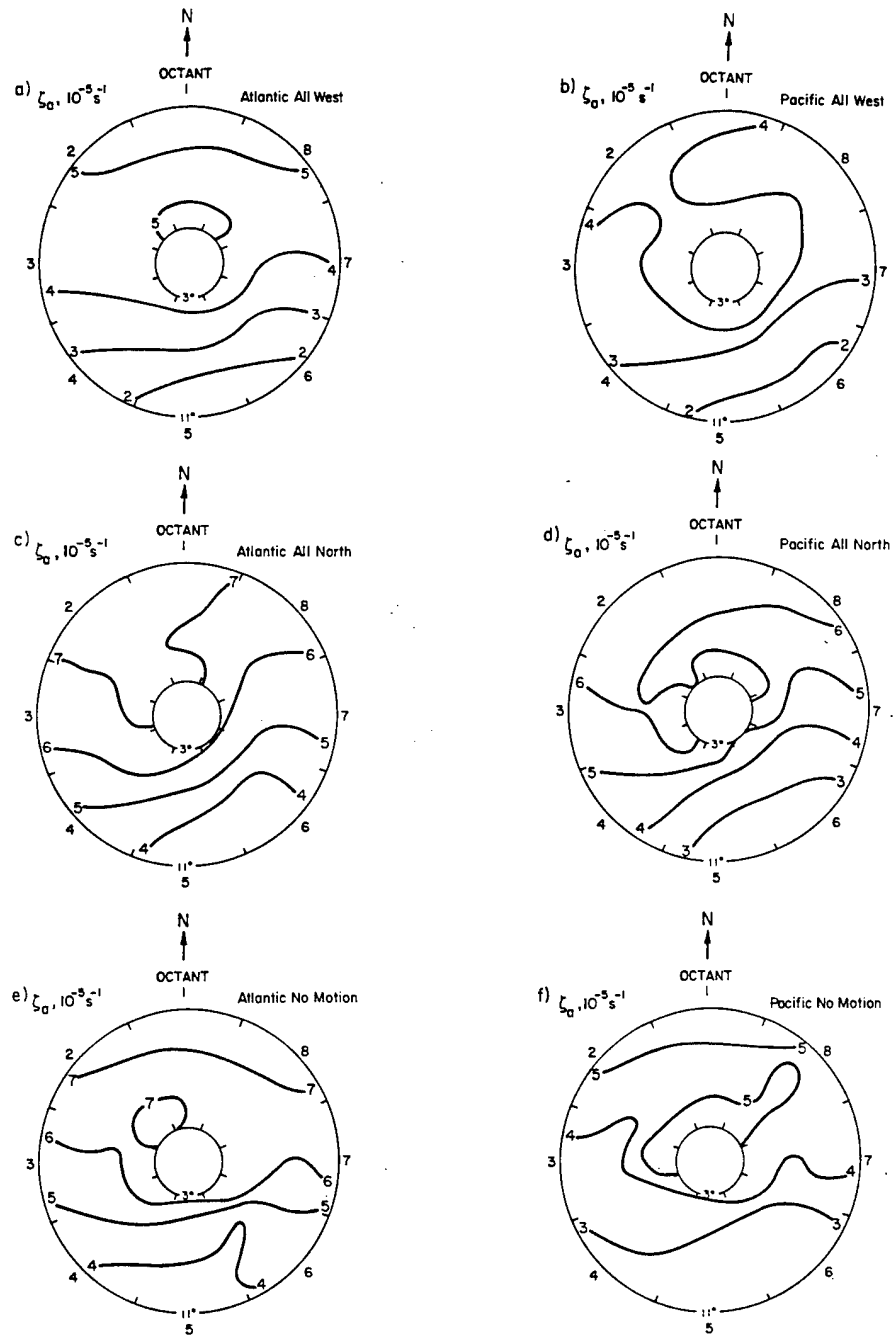 N N
OCTANT OCTANT
a) ζa, 10⁻⁵s⁻¹ 1 Atlantic All West b) ζa, 10⁻⁵s⁻¹ 1 Pacific All West
2 8 2 4 8
5 5
5 4
3 7 3 7
4 4 3° 3 3°
3 3 3 2
4 2 2 6 4 2 6
11° 11°
5 5
N N
OCTANT OCTANT
c) ζa, 10⁻⁵s⁻¹ 1 Atlantic All North d) ζa, 10⁻⁵s⁻¹ 1 Pacific All North
2 7 8 2 8
7 6 6
6 5
3 7 3 7
6 3° 5 5 3° 4
5 4 3
4 4 6 4 4 3 6
11° 11°
5 5
N N
OCTANT OCTANT
e) ζa, 10⁻⁵s⁻¹ 1 Atlantic No Motion f) ζa, 10⁻⁵s⁻¹ 1 Pacific No Motion
2 8 2 5 8
7 7 5
7 5
6 4
3 7 3 7
6 4
5 3° 5 3 3° 3
4 4 4 6 4 6
11° 11°
5 5